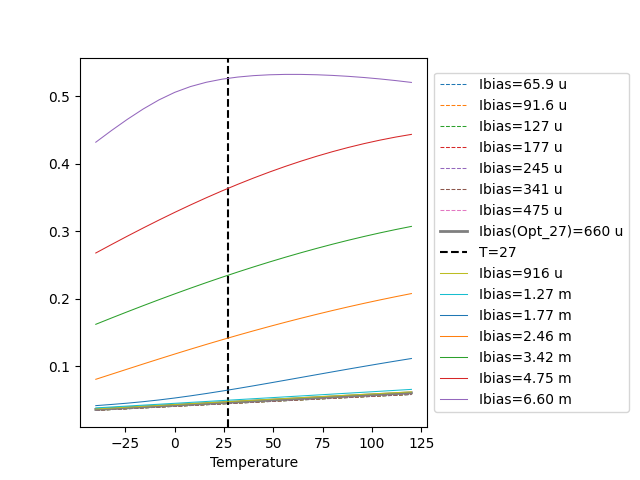 0.5
0.4
0.3
0.2
0.1
−25
0
25
50
75
100
125
Temperature
Ibias=65.9 u
Ibias=91.6 u
Ibias=127 u
Ibias=177 u
Ibias=245 u
Ibias=341 u
Ibias=475 u
Ibias(Opt_27)=660 u
T=27
Ibias=916 u
Ibias=1.27 m
Ibias=1.77 m
Ibias=2.46 m
Ibias=3.42 m
Ibias=4.75 m
Ibias=6.60 m